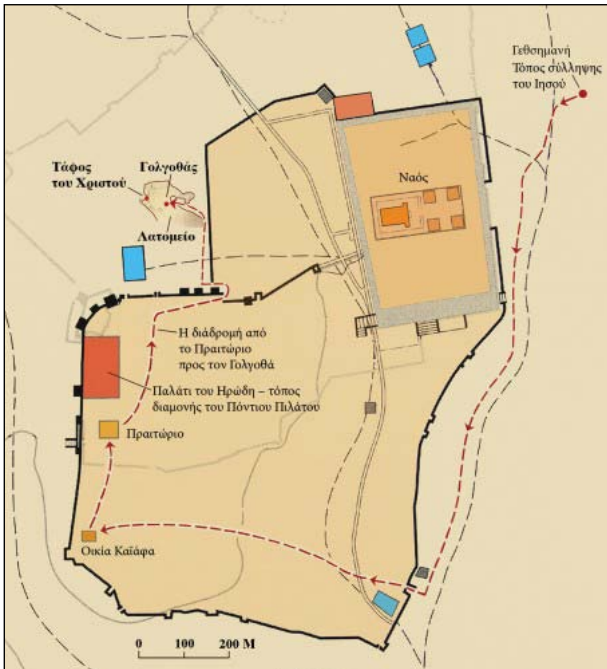 Γεθσημανή
Τόπος σύλληψης
του Ιησού
Ναός
Τάφος
του Χριστού
Γολγοθάς
Λατομείο
Η διάδρομή από
το Πραιτώριο
προς τον Γολγοθά
Παλάτι του Ηρώδη – τόπος
διαμονής του Πόντιου Πιλάτου
Πραιτώριο
Οικία Καϊάφα
0 100 200 Μ